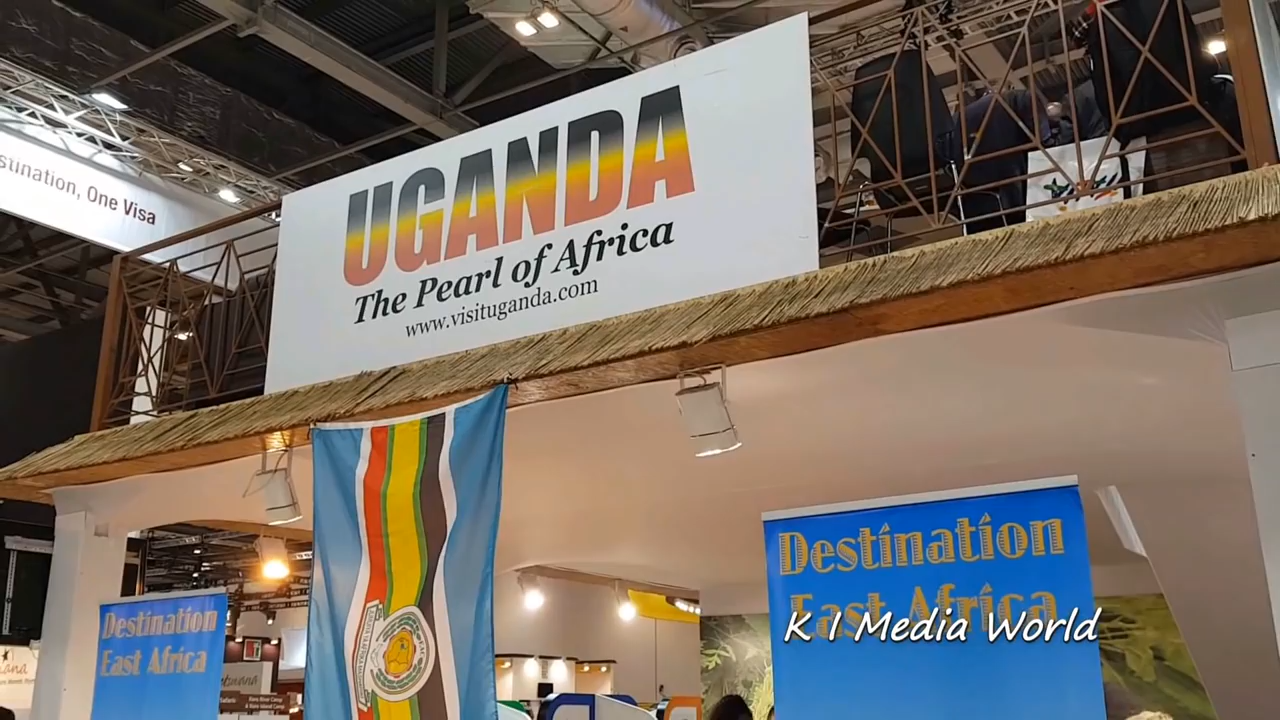 stination, One Visa
UGANDA
The Pearl of Africa
www.visituganda.com
Destination
East Africa
Destination
East Africa
K I Media World